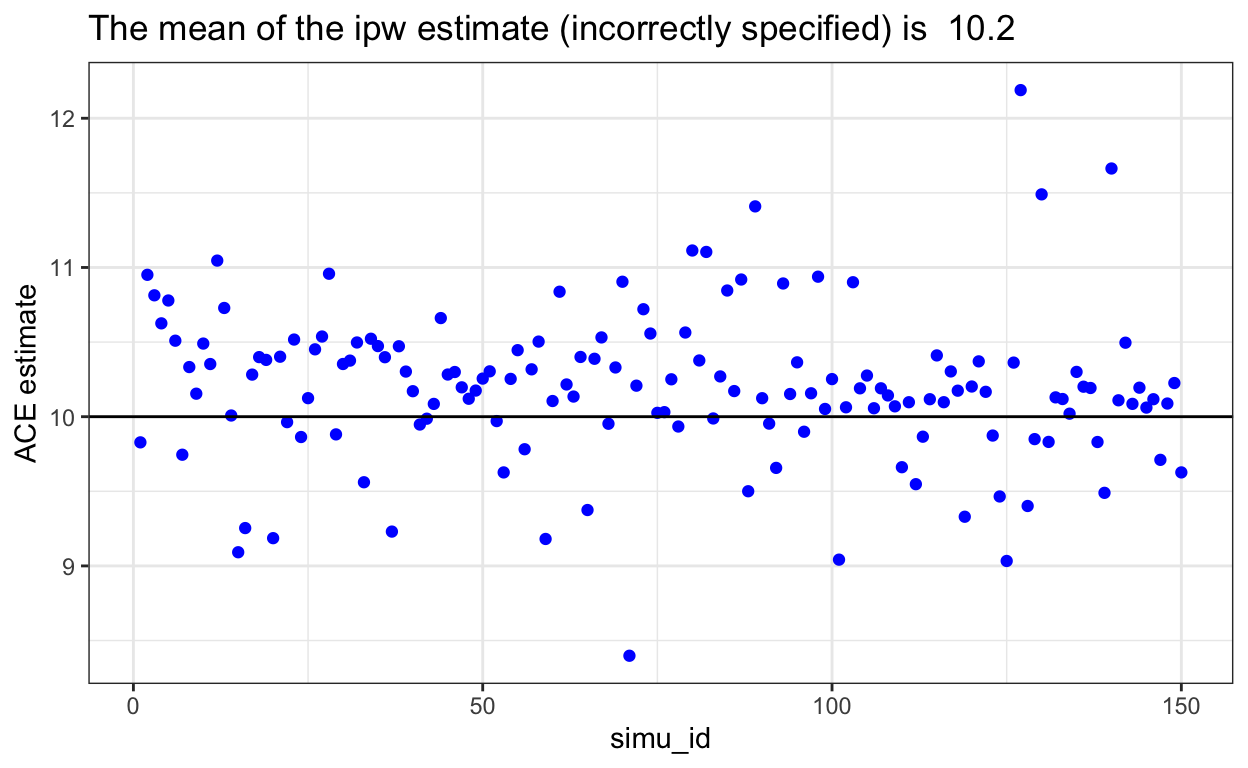 The mean of the ipw estimate (incorrectly specified) is  10.2
12
11
10
9
ACE estimate
0
50
100
150
simu_id